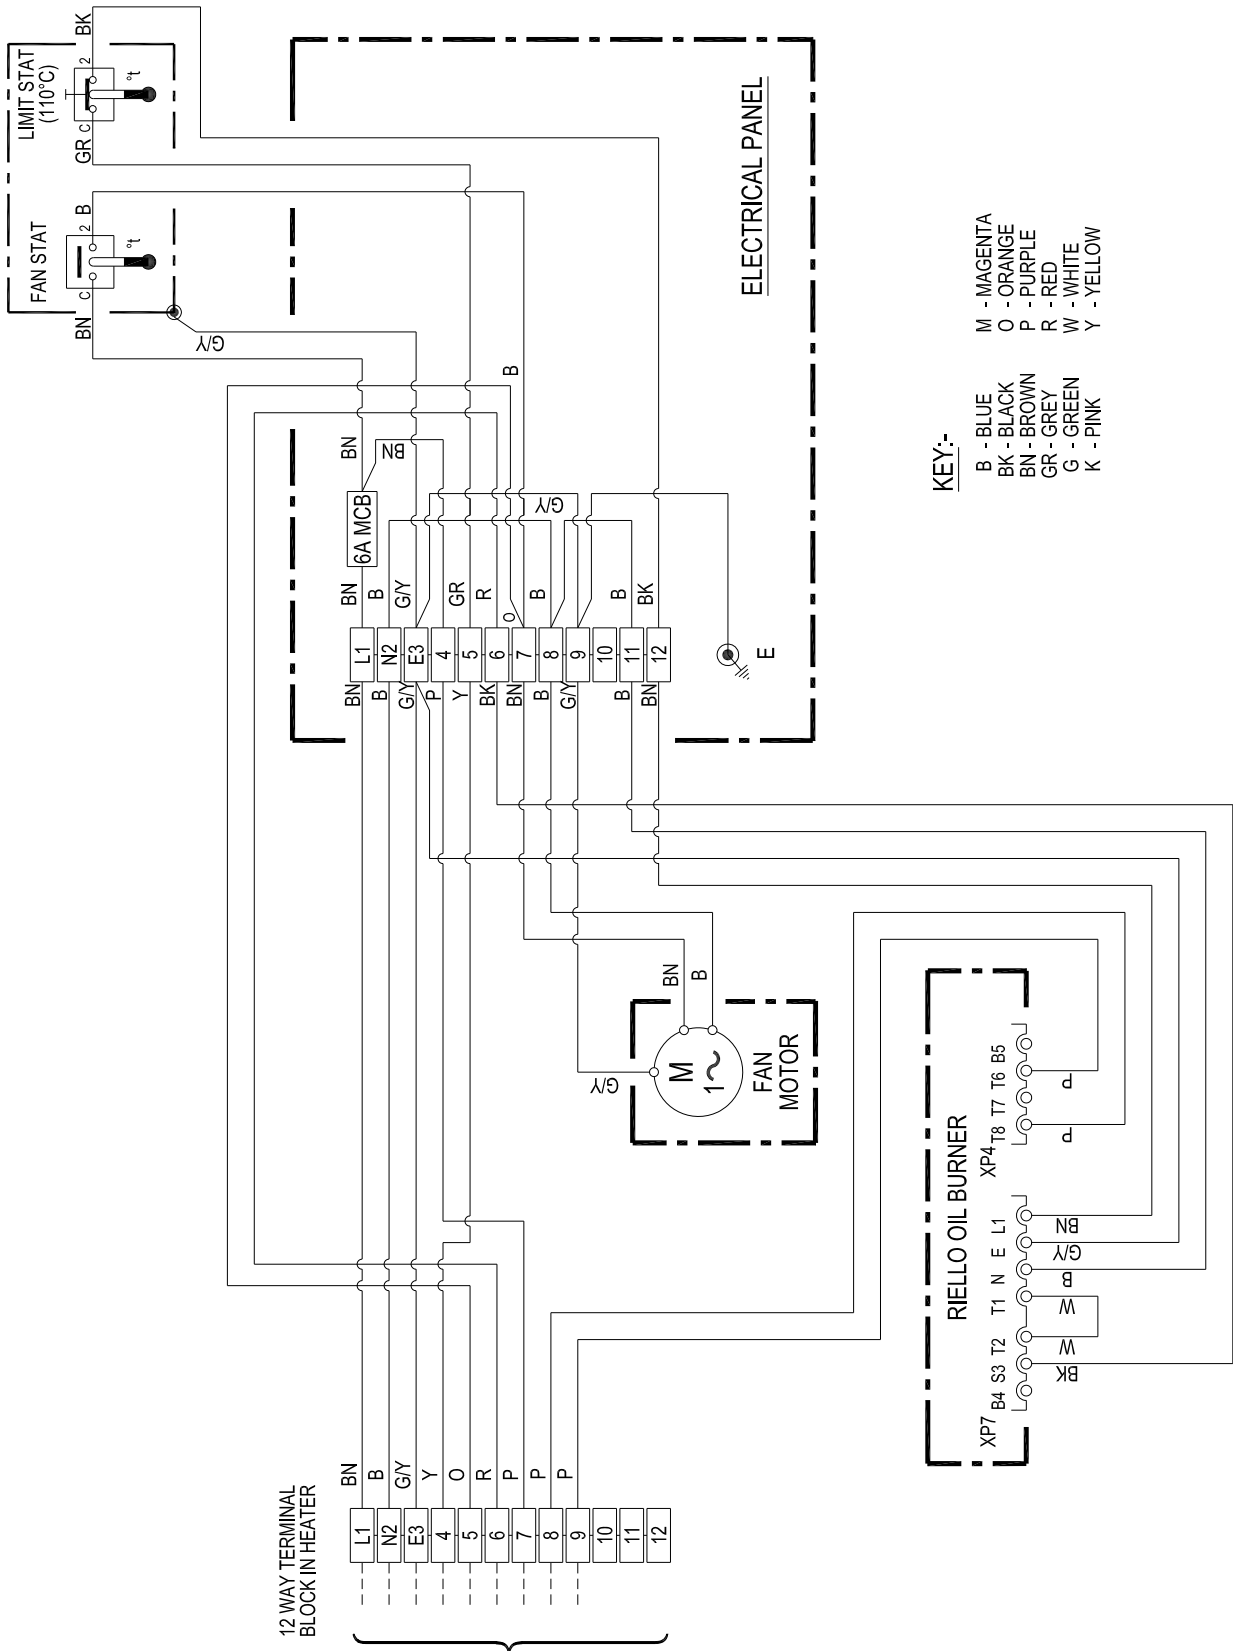 LIMIT STAT
(110°C)
GR C
2 BK
°t
FAN STAT
BN C
2 B
°t
G/Y
ELECTRICAL PANEL
BN
BN
6A MCB
B
G/Y
BN
B
G/Y
GR
R
O
B
B
BK
L1
N2
E3
4
5
6
7
8
9
10
11
12
BN
B
G/Y
P
Y
BK
BN
B
G/Y
B
BN
E
KEY:-
B - BLUE
BK - BLACK
BN - BROWN
GR - GREY
G - GREEN
K - PINK
M - MAGENTA
O - ORANGE
P - PURPLE
R - RED
W - WHITE
Y - YELLOW
BN
B
G/Y
M
1~
FAN
MOTOR
RIELLO OIL BURNER
XP7
B4 S3 T2 T1 N E L1
BK W W B G/Y BN
XP4
T8 T7 T6 B5
P P
12 WAY TERMINAL
BLOCK IN HEATER
BN
B
G/Y
Y
O
R
P
P
P
L1
N2
E3
4
5
6
7
8
9
10
11
12